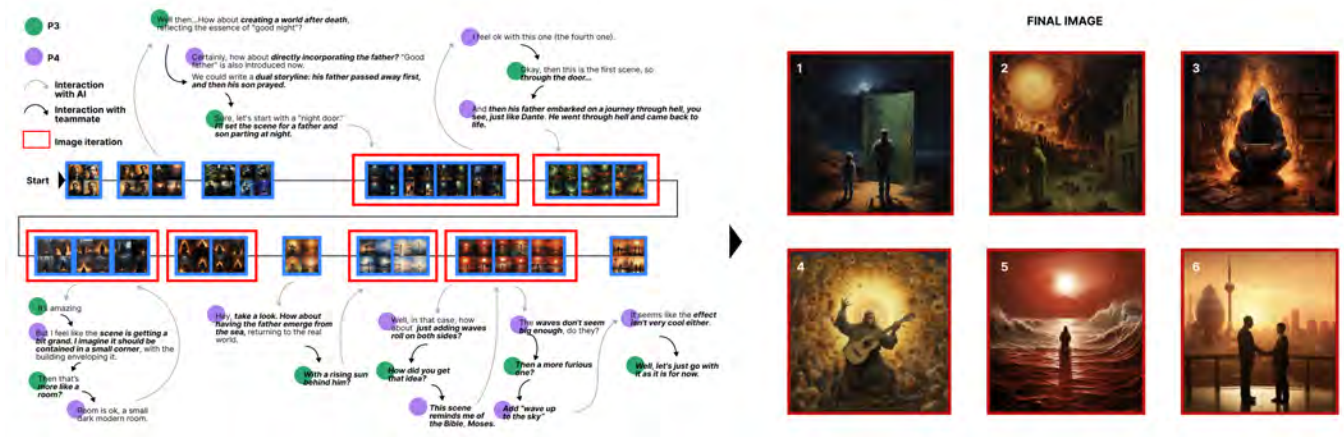 P3
P4
Interaction
with AI
Interaction with
teammate
Image iteration
Well then...How about creating a world after death,
reflecting the essence of "good night"?
Certainly, how about directly incorporating the father? "Good
father" is also introduced now.
We could write a dual storyline: his father passed away first,
and then his son prayed.
Sure, let's start with a "night door."
I'll set the scene for a father and
son parting at night.
I feel ok with this one (the fourth one).
Okay, then this is the first scene, so
through the door...
And then his father embarked on a journey through hell, you
see, just like Dante. He went through hell and came back to
life.
Start
It's amazing
But I feel like the scene is getting a
bit grand. I imagine it should be
contained in a small corner, with the
building enveloping it.
Then that's
more like a
room?
Room is ok, a small
dark modern room.
Hey, take a look. How about
having the father emerge from
the sea, returning to the real
world.
With a rising sun
behind him?
Well, in that case, how
about just adding waves
roll on both sides?
How did you get
that idea?
This scene
reminds me of
the Bible, Moses.
The waves don't seem
big enough, do they?
Then a more furious
one?
Add "wave up
to the sky"
It seems like the effect
isn't very cool either.
Well, let's just go with
it as it is for now.
FINAL IMAGE
1
2
3
4
5
6